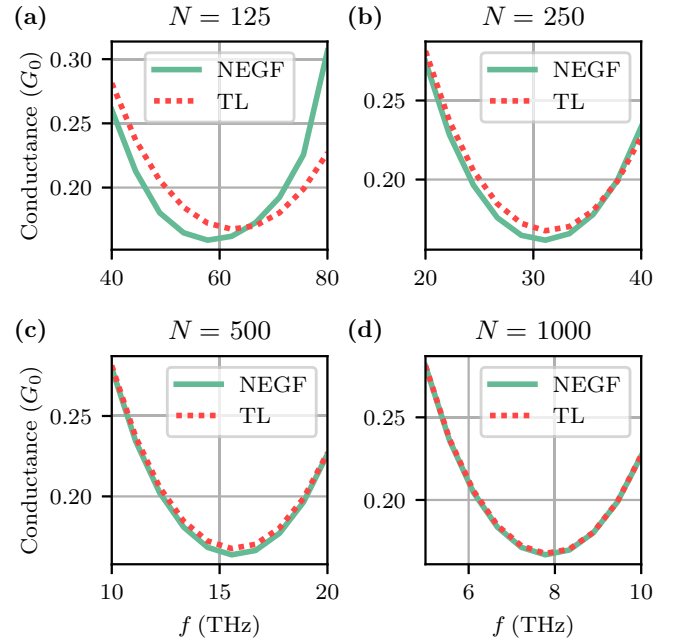 (a) N = 125
Conductance (G₀)
0.30
0.25
0.20
NEGF
TL
40 60 80
(b) N = 250
0.25
0.20
NEGF
TL
20 30 40
(c) N = 500
Conductance (G₀)
0.25
0.20
NEGF
TL
10 15 20
f (THz)
(d) N = 1000
0.25
0.20
NEGF
TL
6 8 10
f (THz)